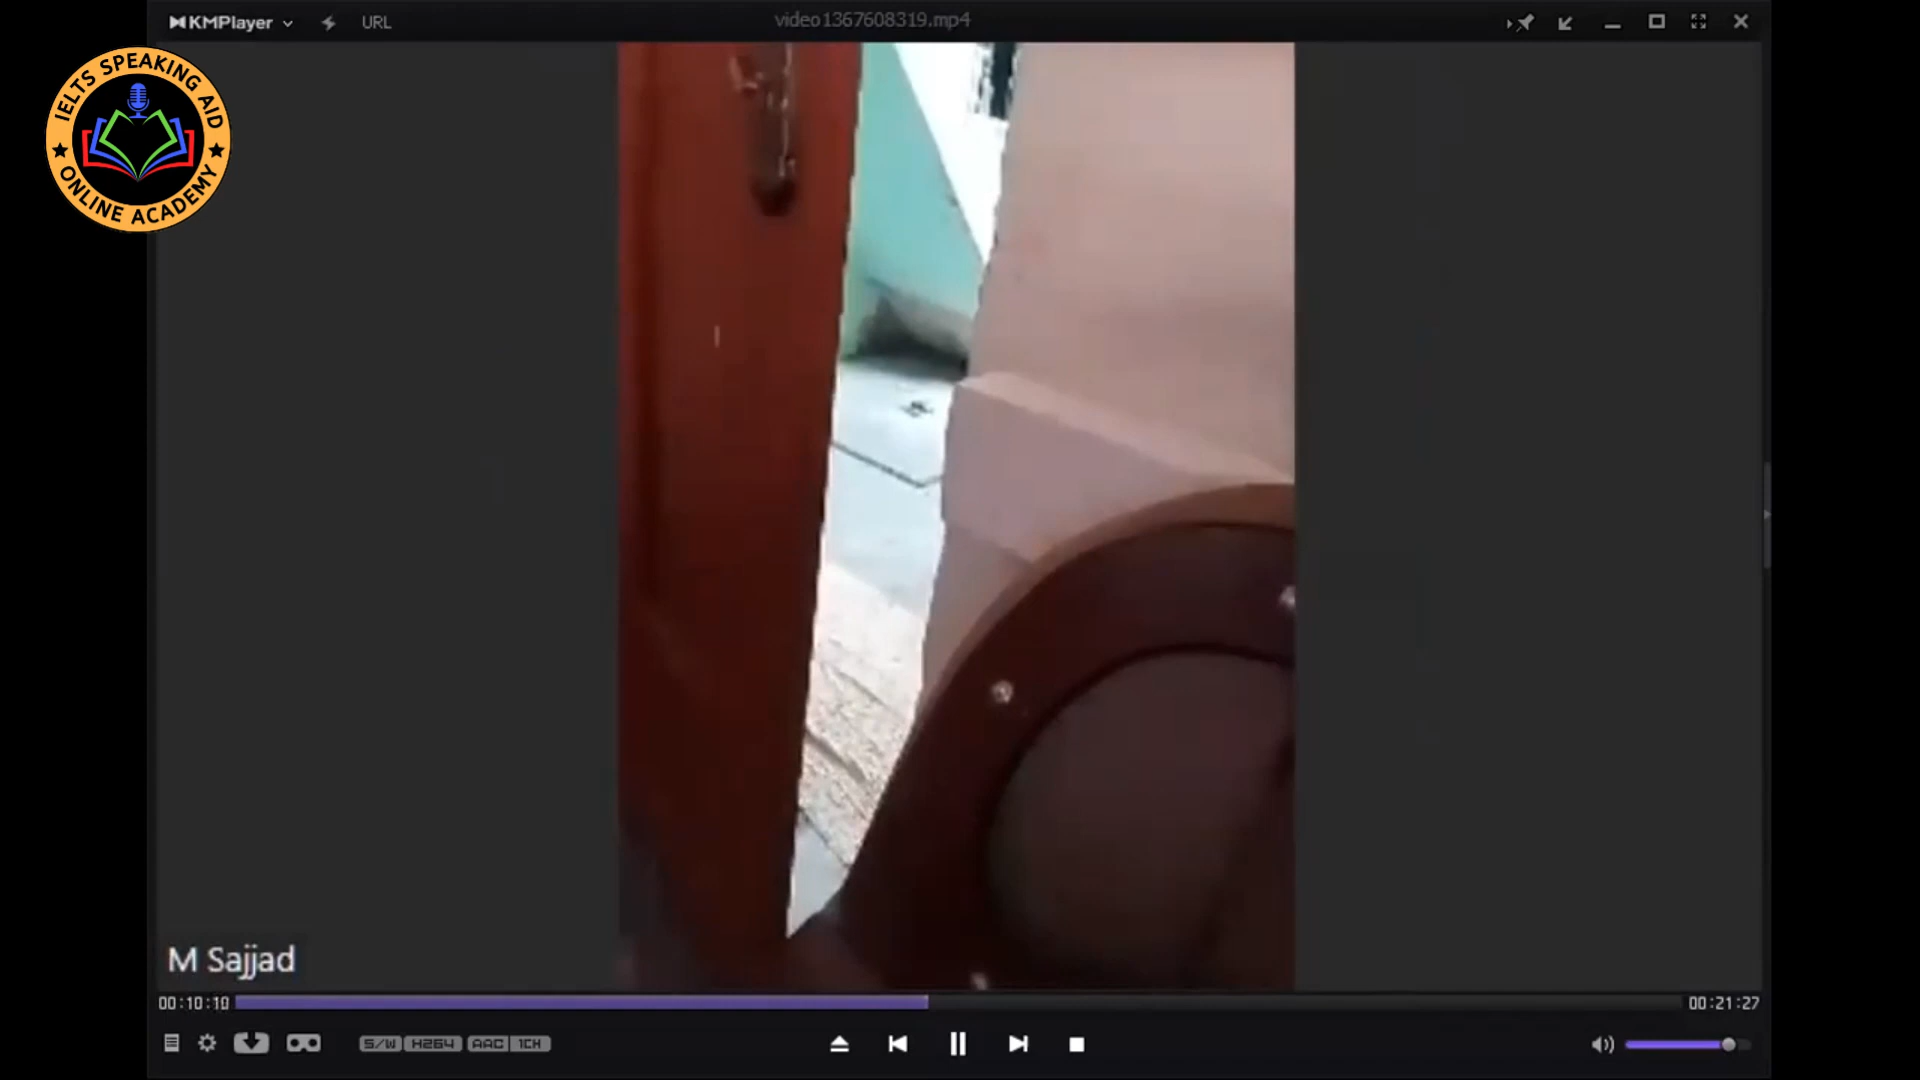 KMPlayer
URL
video1367608319.mp4
IELTS SPEAKING AID
ONLINE ACADEMY
M Sajjad
00:10:10
00:21:27
S/W H264 AAC 1CH